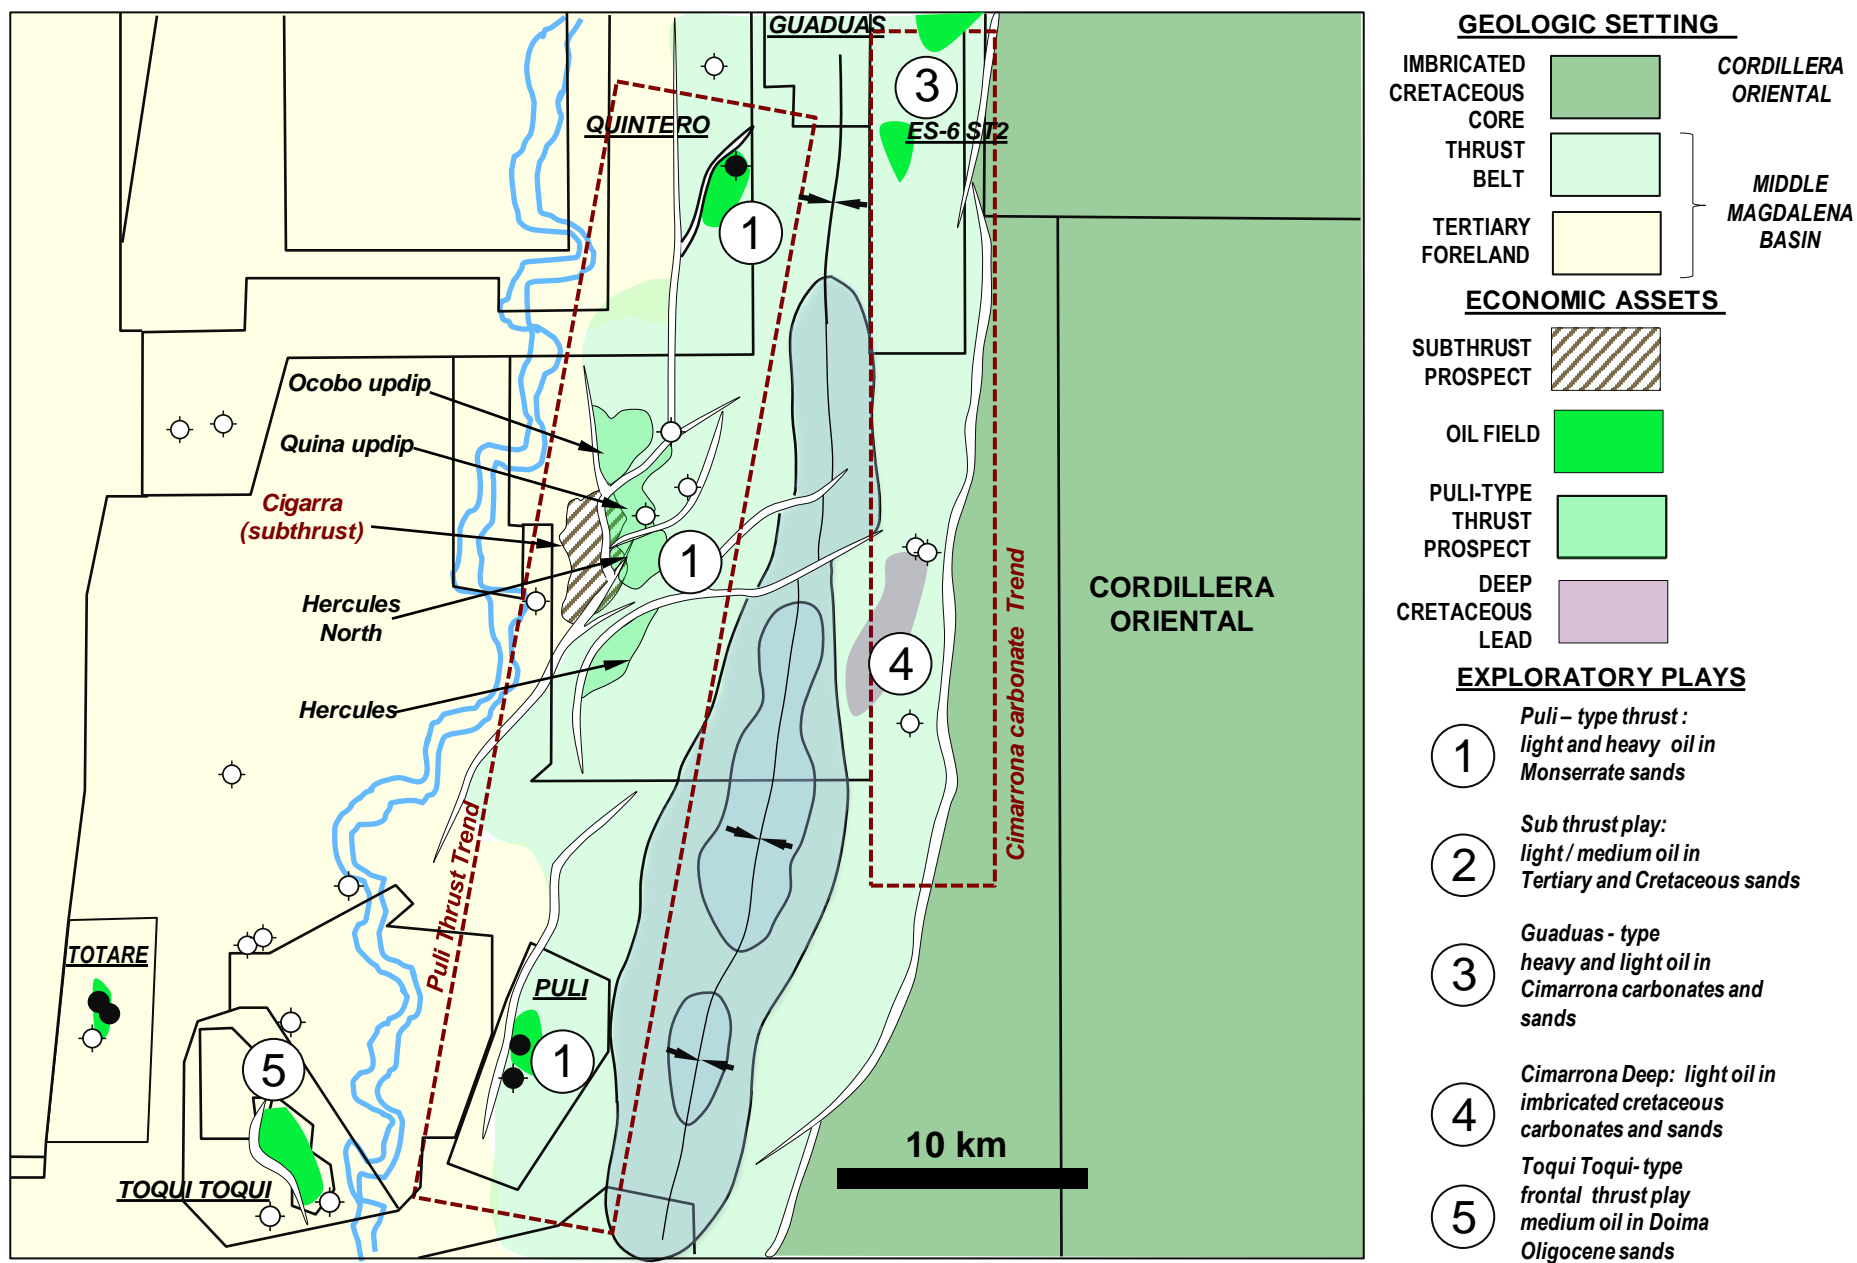 GUADUAS
3
QUINTERO
ES-6 ST2
1
Ocobo updip
Quina updip
Cigarra
(subthrust)
1
Hercules
North
Hercules
4
Cimarrona carbonate Trend
CORDILLERA
ORIENTAL
Puli Thrust Trend
TOTARE
PULI
1
5
TOQUI TOQUI
10 km
GEOLOGIC SETTING
IMBRICATED
CRETACEOUS
CORE
CORDILLERA
ORIENTAL
THRUST
BELT
TERTIARY
FORELAND
MIDDLE
MAGDALENA
BASIN
ECONOMIC ASSETS
SUBTHRUST
PROSPECT
OIL FIELD
PULI-TYPE
THRUST
PROSPECT
DEEP
CRETACEOUS
LEAD
EXPLORATORY PLAYS
1
Puli – type thrust :
light and heavy oil in
Monserrate sands
2
Sub thrust play:
light / medium oil in
Tertiary and Cretaceous sands
3
Guaduas - type
heavy and light oil in
Cimarrona carbonates and
sands
4
Cimarrona Deep: light oil in
imbricated cretaceous
carbonates and sands
5
Toqui Toqui- type
frontal thrust play
medium oil in Doima
Oligocene sands